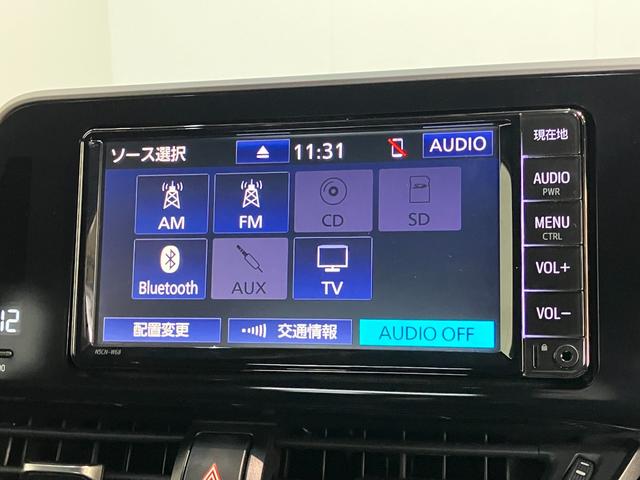 ソース選択
11:31
AUDIO
AM
FM
CD
SD
Bluetooth
AUX
TV
配置変更
交通情報
AUDIO OFF
NSCN-W68
現在地
AUDIO
PWR
MENU
CTRL
VOL+
VOL-
12